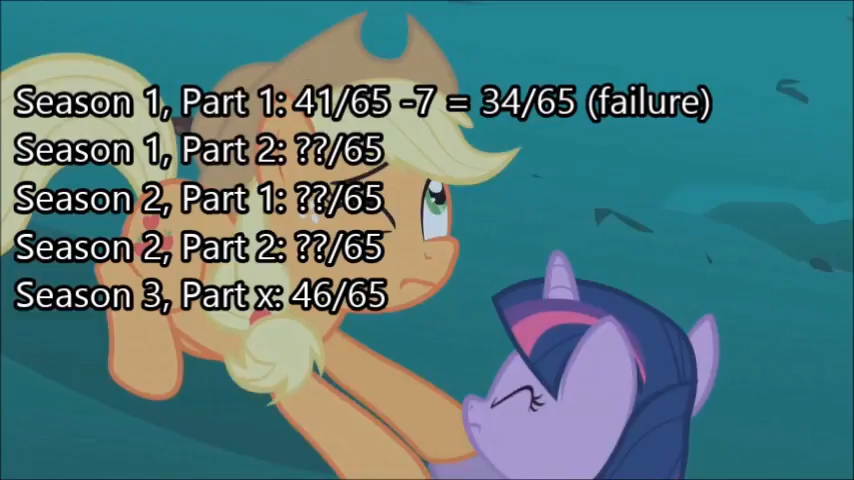 Season 1, Part 1: 41/65 -7 = 34/65 (failure)
Season 1, Part 2: ??/65
Season 2, Part 1: ??/65
Season 2, Part 2: ??/65
Season 3, Part x: 46/65